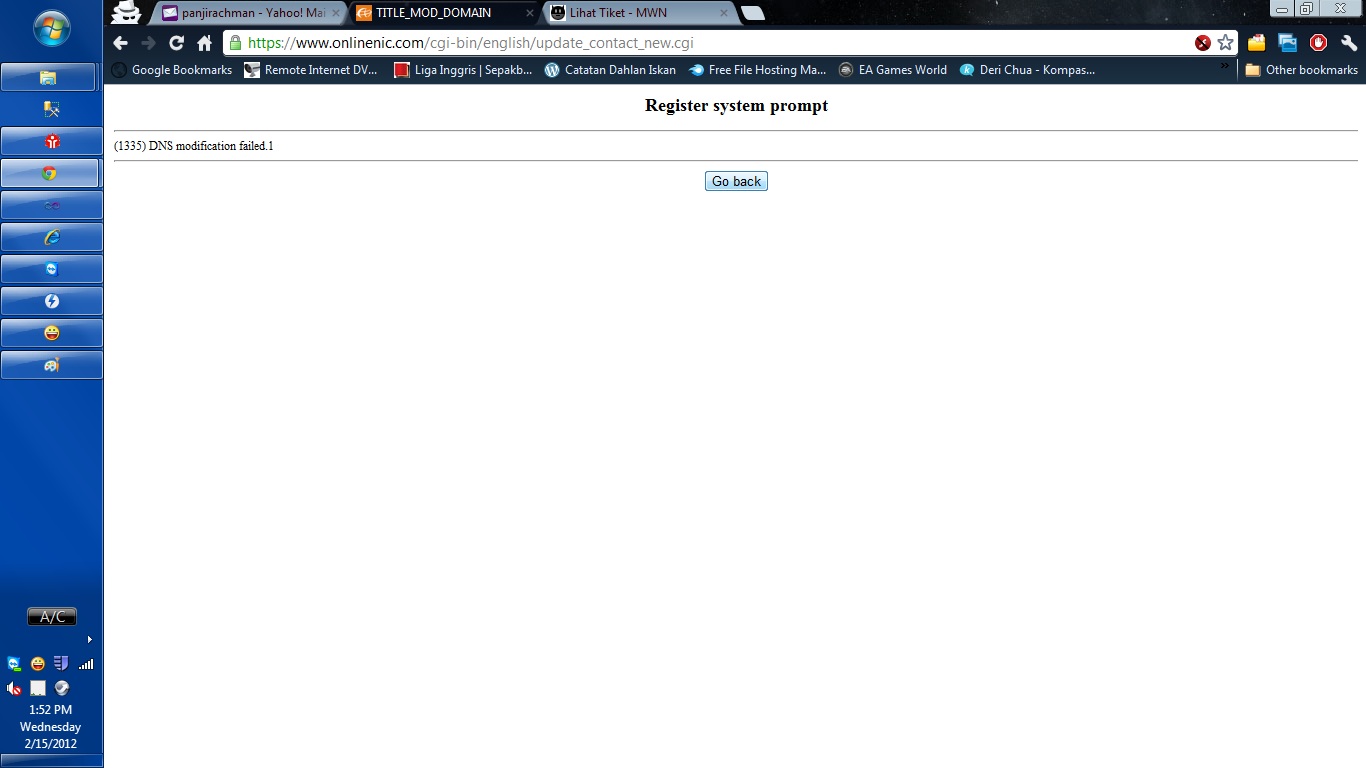 panjirachman - Yahoo! Mai
TITLE_MOD_DOMAIN
Lihat Tiket - MWN
https://www.onlinenic.com/cgi-bin/english/update_contact_new.cgi
Google Bookmarks
Remote Internet DV...
Liga Inggris | Sepakb...
Catatan Dahlan Iskan
Free File Hosting Ma...
EA Games World
Deri Chua - Kompas...
»
Other bookmarks
Register system prompt
(1335) DNS modification failed.1
Go back
A/C
1:52 PM
Wednesday
2/15/2012